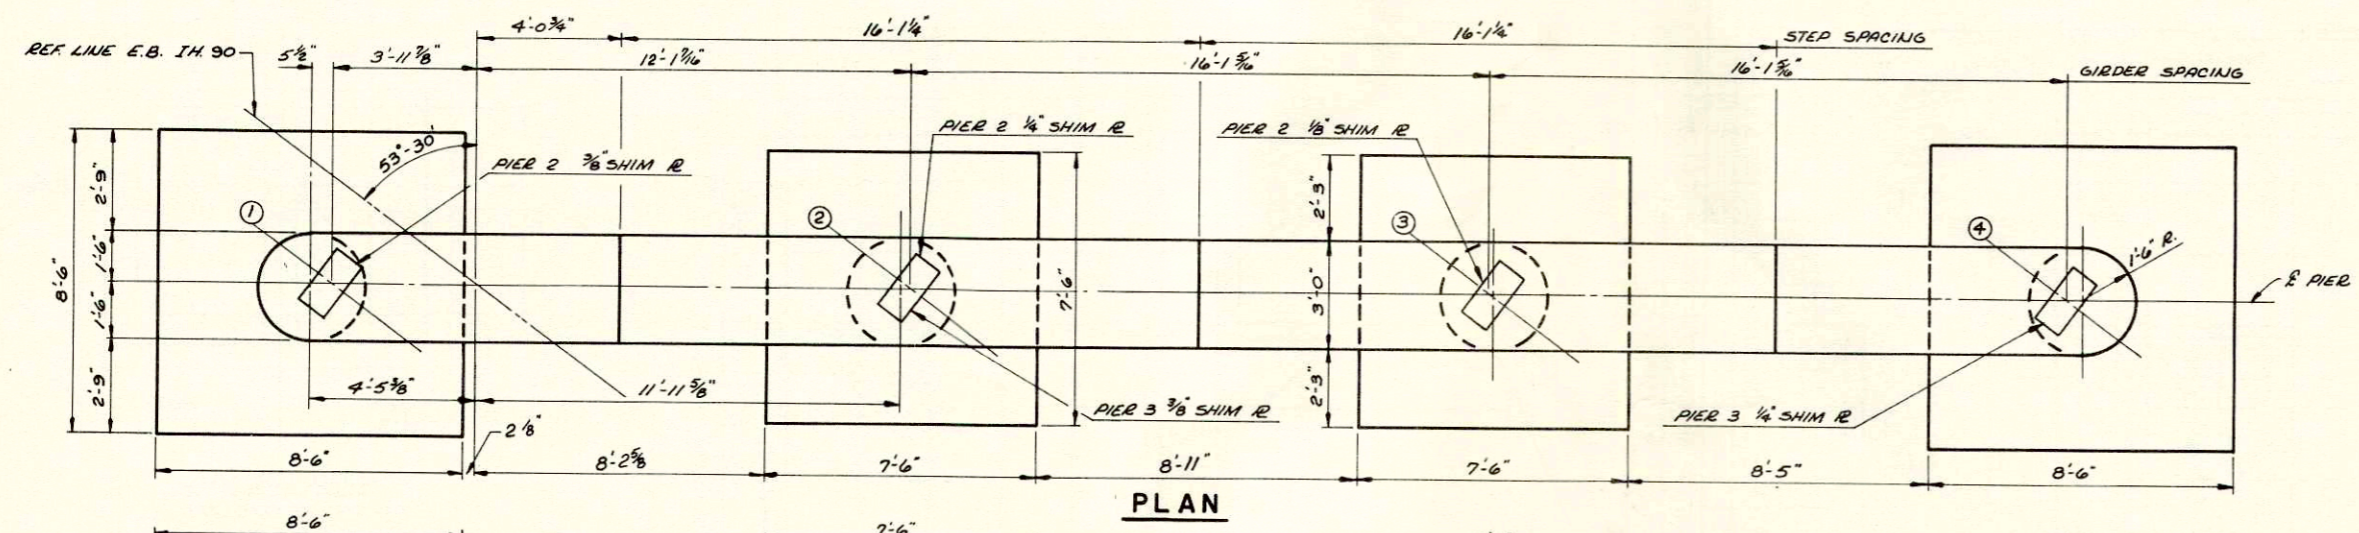 4'-0¾" 16'-1¼" 16'-1¼" STEP SPACING
REF. LINE E.B. I.H. 90 5½" 3'-11⅞" 12'-1⁷⁄₁₆" 16'-1⁵⁄₁₆" 16'-1⁵⁄₁₆" GIRDER SPACING
PIER 2 ¼" SHIM ℞ PIER 2 ⅛" SHIM ℞
53°-30'
PIER 2 ⅜" SHIM ℞
2'-9" 2'-3"
1 2 3 4
8'-6" 1'-6" 1'-6" R.
7'-6" 3'-0" ℄ PIER
1'-6"
2'-9" 4'-5⅜" 11'-11⅝" 2'-3"
PIER 3 ⅜" SHIM ℞ PIER 3 ¼" SHIM ℞
2⅛"
8'-6" 8'-2⅝ 7'-6" 8'-11" 7'-6" 8'-5" 8'-6"
PLAN
8'-6" 7'-6"